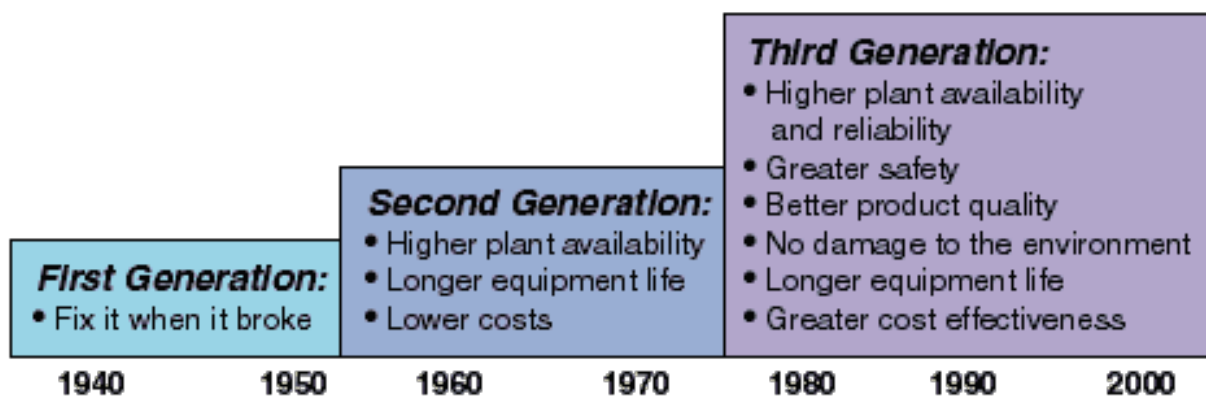 First Generation:
• Fix it when it broke
Second Generation:
• Higher plant availability
• Longer equipment life
• Lower costs
Third Generation:
• Higher plant availability
and reliability
• Greater safety
• Better product quality
• No damage to the environment
• Longer equipment life
• Greater cost effectiveness
1940 1950 1960 1970 1980 1990 2000